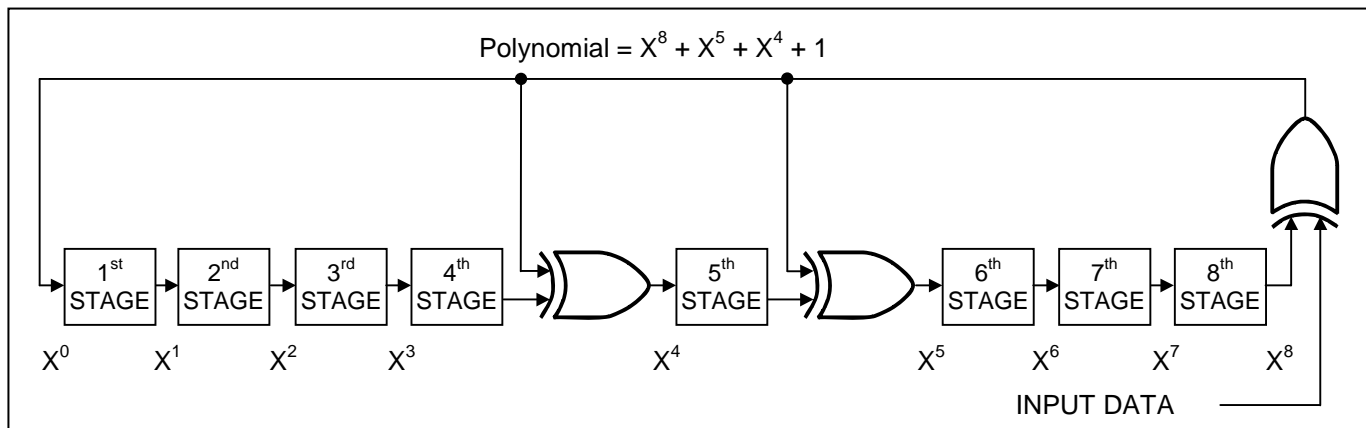 Polynomial = X⁸ + X⁵ + X⁴ + 1
1ˢᵗ STAGE
2ⁿᵈ STAGE
3ʳᵈ STAGE
4ᵗʰ STAGE
5ᵗʰ STAGE
6ᵗʰ STAGE
7ᵗʰ STAGE
8ᵗʰ STAGE
X⁰ X¹ X² X³ X⁴ X⁵ X⁶ X⁷ X⁸
INPUT DATA